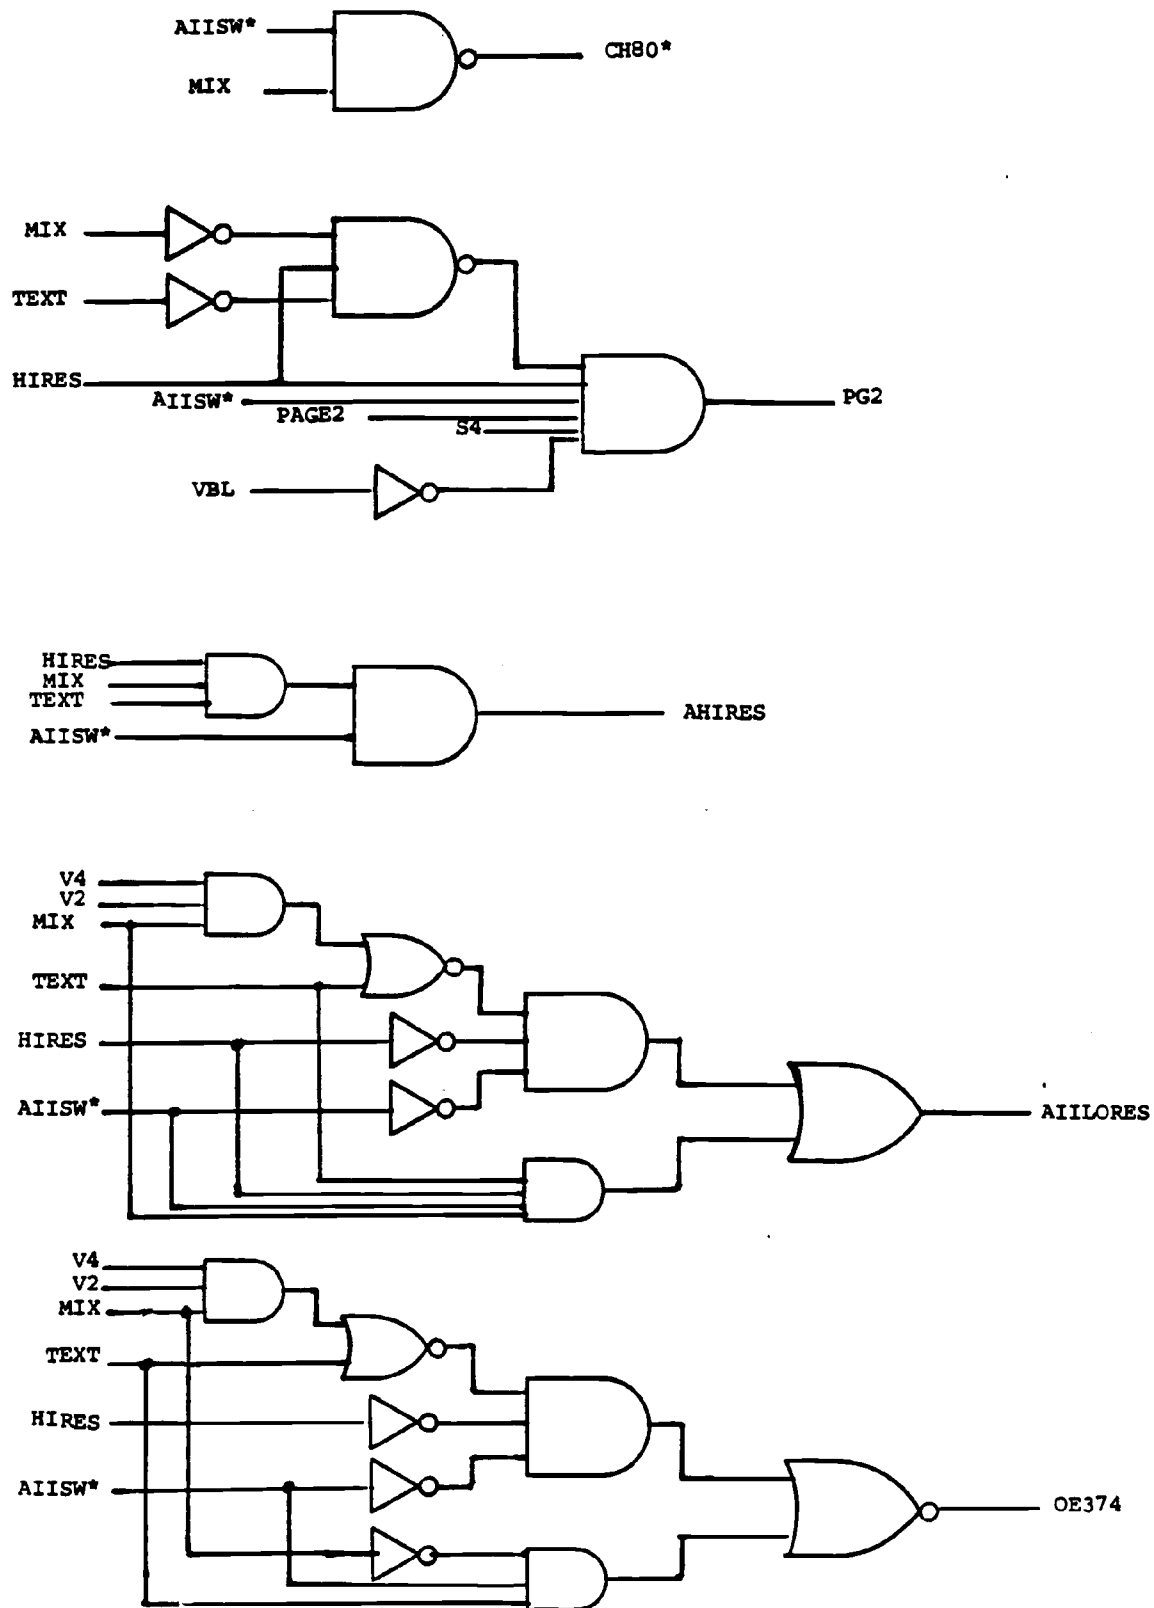 AIISW*
CH80*
MIX
MIX
TEXT
HIRES
AIISW*
PAGE2
S4
PG2
VBL
HIRES
MIX
TEXT
AIISW*
AHIRES
V4
V2
MIX
TEXT
HIRES
AIISW*
AIILORES
V4
V2
MIX
TEXT
HIRES
AIISW*
OE374